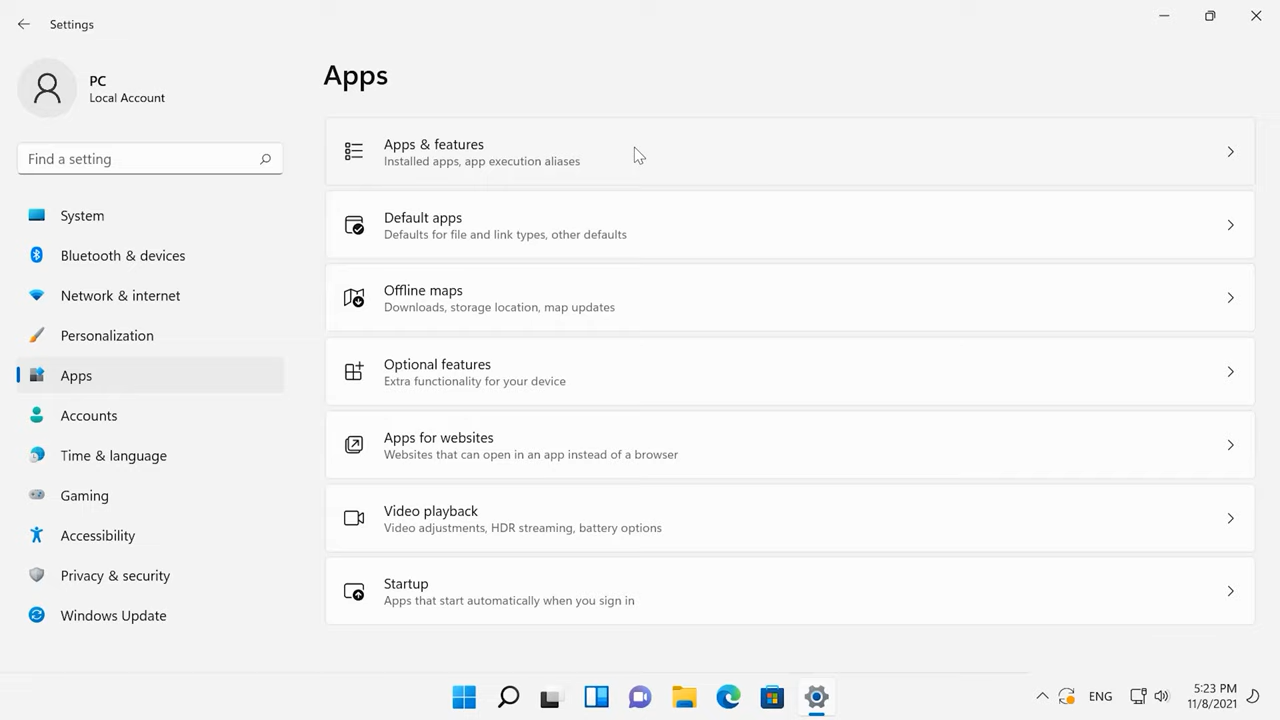 Settings
PC
Local Account
Find a setting
System
Bluetooth & devices
Network & internet
Personalization
Apps
Accounts
Time & language
Gaming
Accessibility
Privacy & security
Windows Update
Apps
Apps & features
Installed apps, app execution aliases
Default apps
Defaults for file and link types, other defaults
Offline maps
Downloads, storage location, map updates
Optional features
Extra functionality for your device
Apps for websites
Websites that can open in an app instead of a browser
Video playback
Video adjustments, HDR streaming, battery options
Startup
Apps that start automatically when you sign in
ENG
5:23 PM
11/8/2021